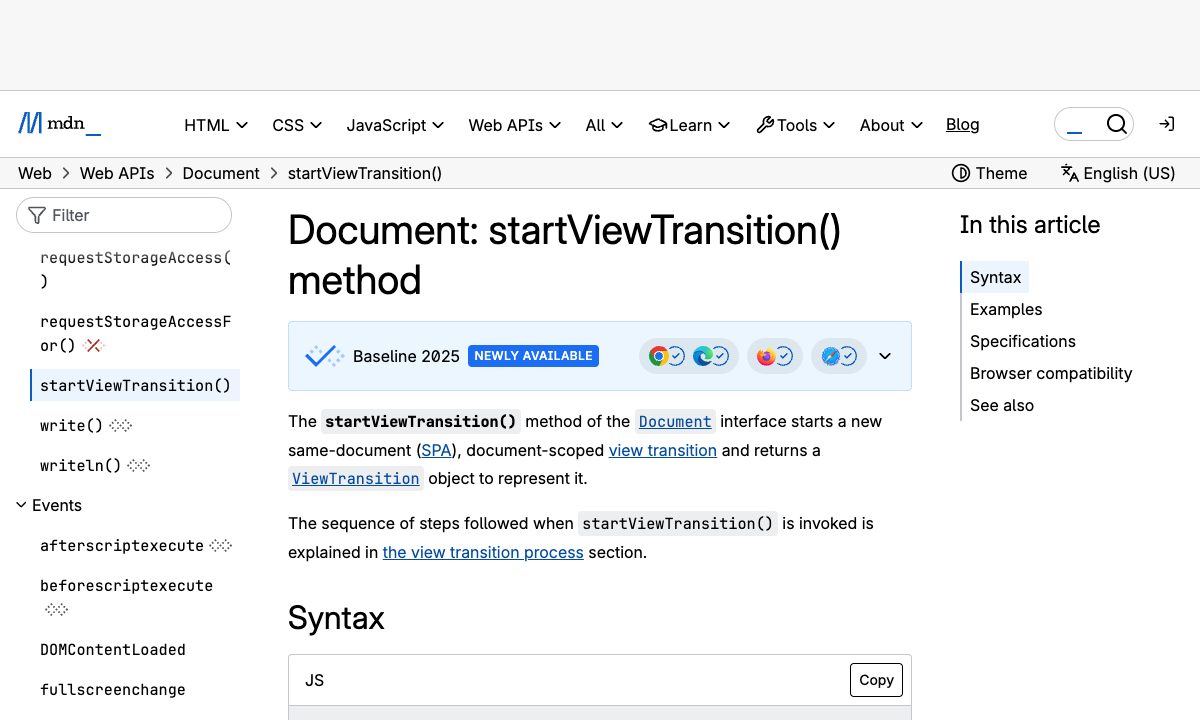 mdn_
HTML CSS JavaScript Web APIs All Learn Tools About Blog
Web Web APIs Document startViewTransition()
Theme English (US)
Filter
requestStorageAccess(
)
requestStorageAccessF
or()
startViewTransition()
write()
writeln()
Events
afterscriptexecute
beforescriptexecute
DOMContentLoaded
fullscreenchange
Document: startViewTransition()
method
Baseline 2025 NEWLY AVAILABLE
The startViewTransition() method of the Document interface starts a new
same-document (SPA), document-scoped view transition and returns a
ViewTransition object to represent it.
The sequence of steps followed when startViewTransition() is invoked is
explained in the view transition process section.
Syntax
JS
Copy
In this article
Syntax
Examples
Specifications
Browser compatibility
See also